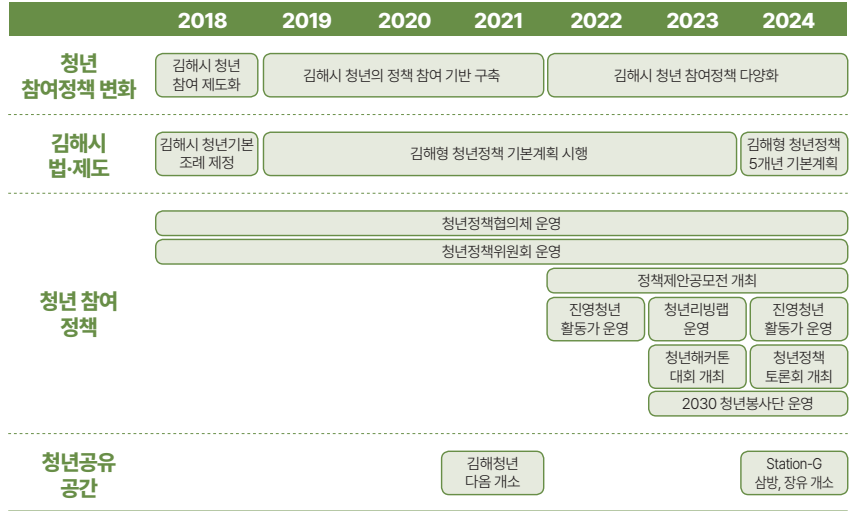 2018 2019 2020 2021 2022 2023 2024
청년
참여정책 변화
김해시 청년
참여 제도화
김해시 청년의 정책 참여 기반 구축
김해시 청년 참여정책 다양화
김해시
법·제도
김해시 청년기본
조례 제정
김해형 청년정책 기본계획 시행
김해형 청년정책
5개년 기본계획
청년 참여
정책
청년정책협의체 운영
청년정책위원회 운영
정책제안공모전 개최
진영청년
활동가 운영
청년리빙랩
운영
진영청년
활동가 운영
청년해커톤
대회 개최
청년정책
토론회 개최
2030 청년봉사단 운영
청년공유
공간
김해청년
다옴 개소
Station-G
삼방, 장유 개소